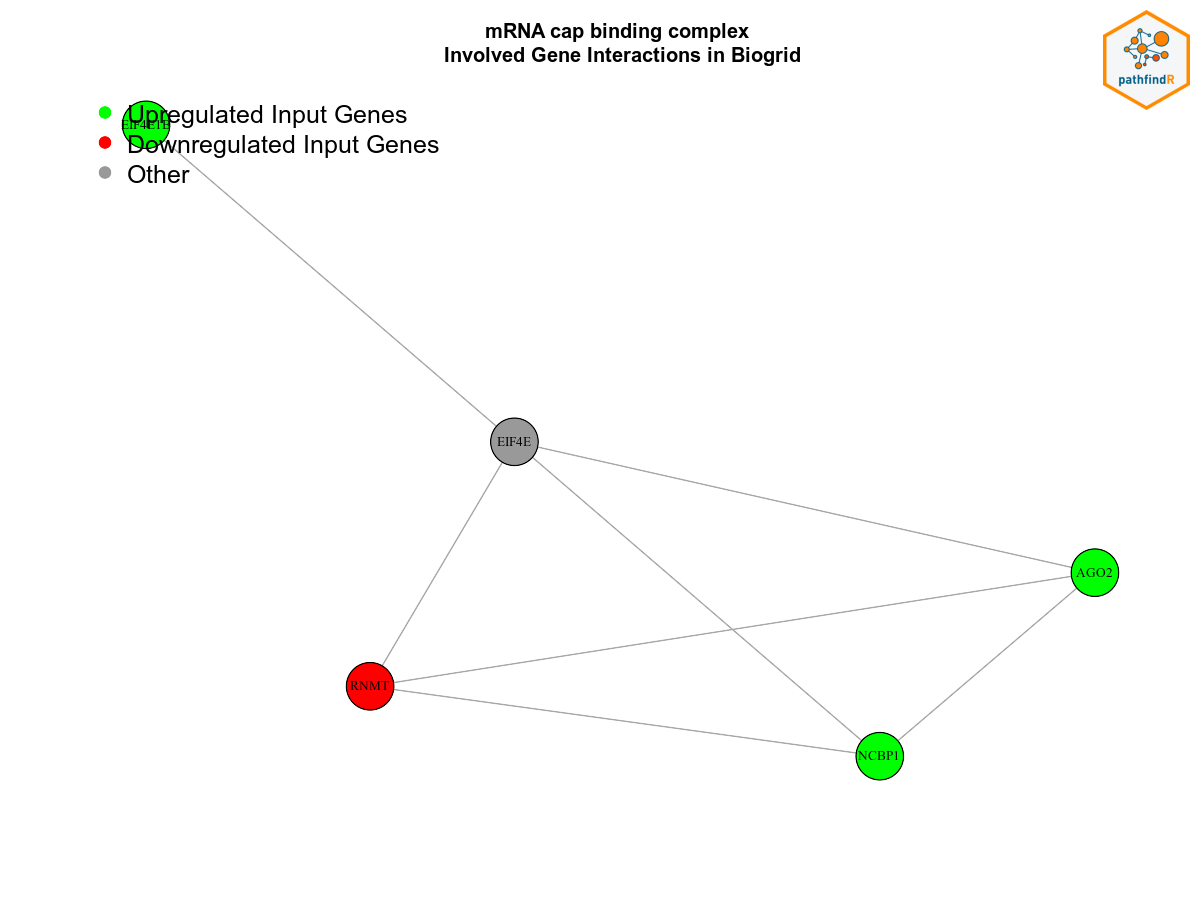 mRNA cap binding complex
Involved Gene Interactions in Biogrid
pathfindR
Upregulated Input Genes
EIF4E1B
Downregulated Input Genes
Other
EIF4E
AGO2
RNMT
NCBP1